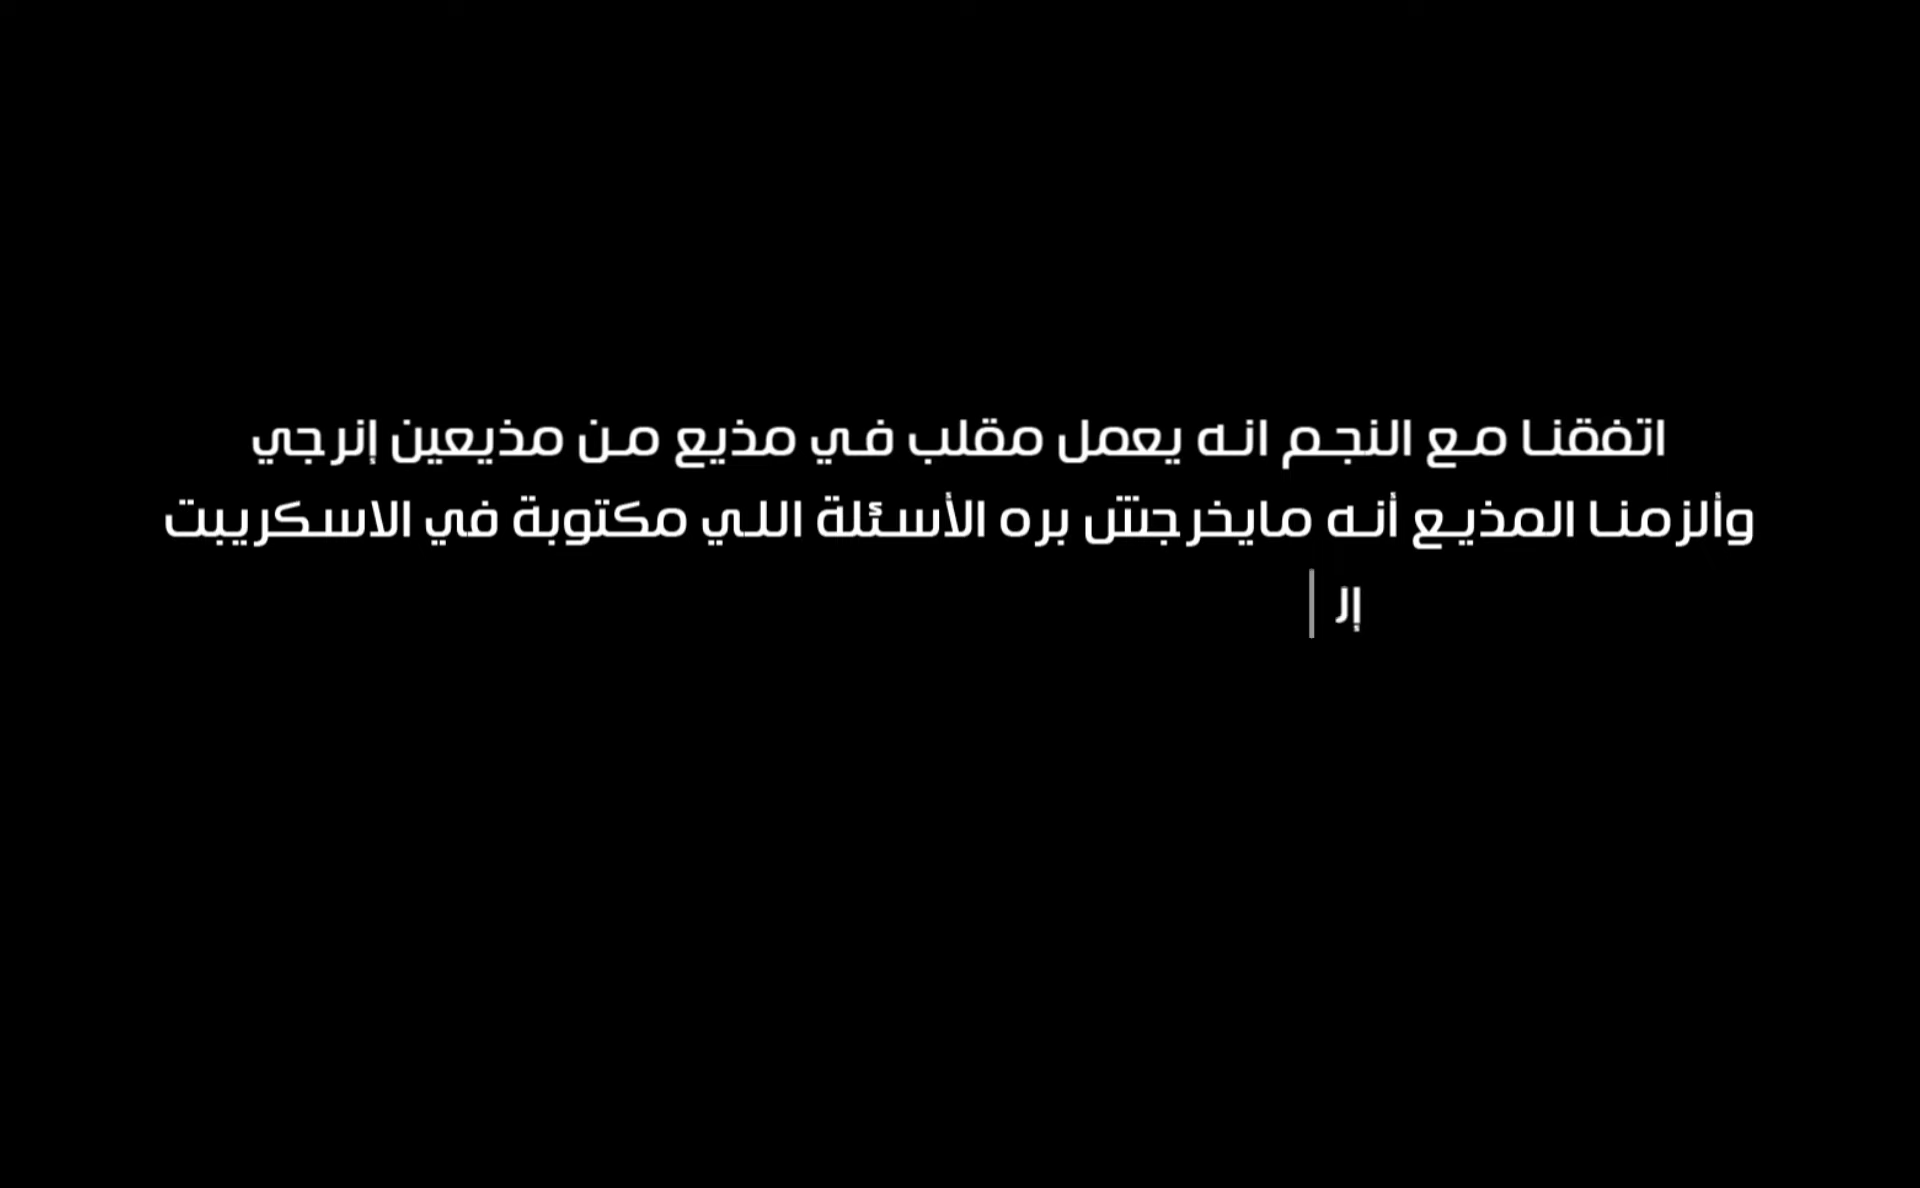 اتفقنا مع النجم انه يعمل مقلب في مذيع من مذيعين إنرجي
وألزمنا المذيع أنه مايخرجش بره الأسئلة اللي مكتوبة في الاسكريبت
إل